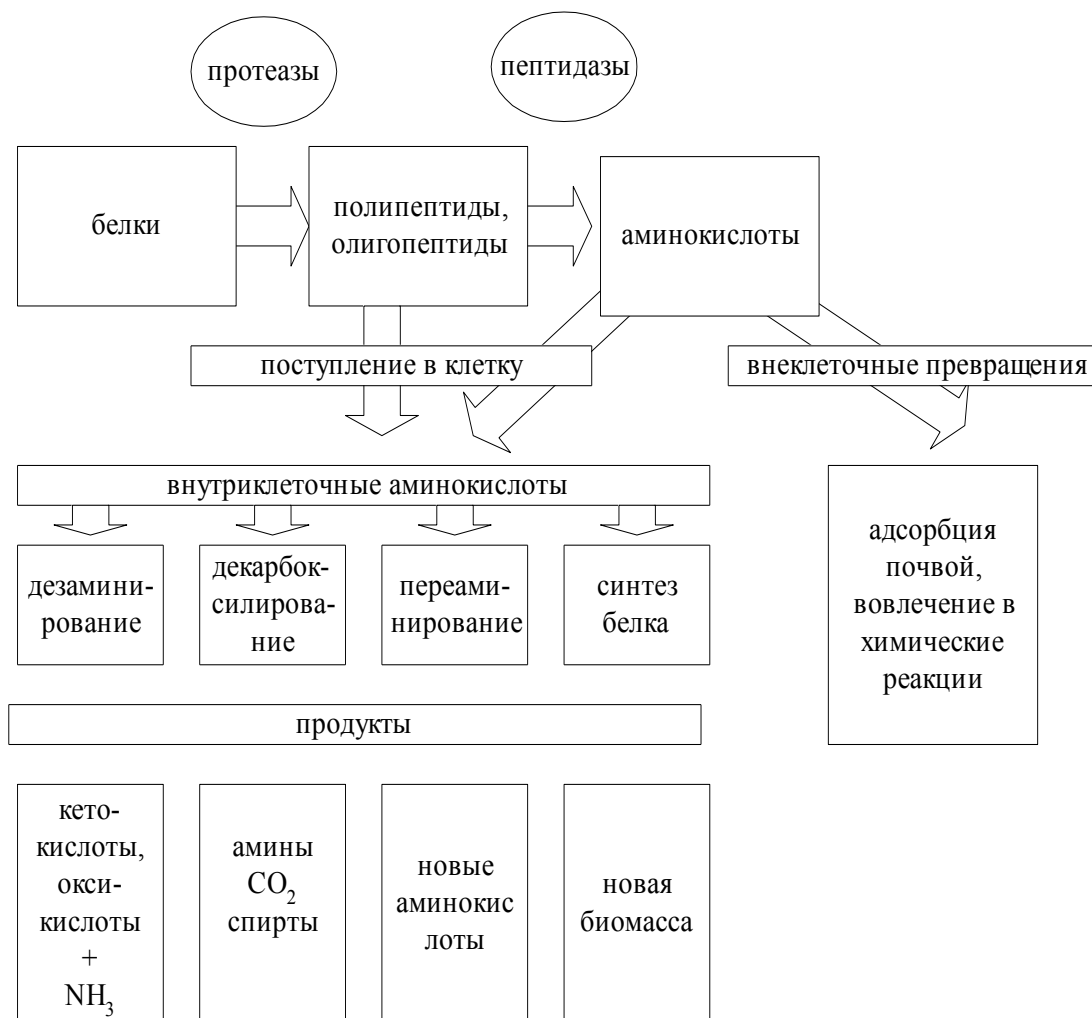 протеазы
пептидазы
белки
полипептиды,
олигопептиды
аминокислоты
поступление в клетку
внеклеточные превращения
внутриклеточные аминокислоты
дезамини-
рование
декарбок-
силирова-
ние
переами-
нирование
синтез
белка
адсорбция
почвой,
вовлечение в
химические
реакции
продукты
кето-
кислоты,
окси-
кислоты
+
NH3
амины
CO2
спирты
новые
аминокис
лоты
новая
биомасса